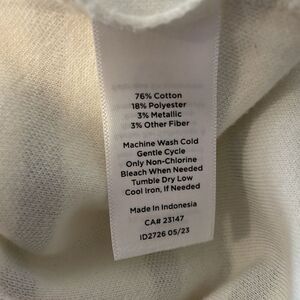 76% Cotton
18% Polyester
3% Metallic
3% Other Fiber
Machine Wash Cold
Gentle Cycle
Only Non-Chlorine
Bleach When Needed
Tumble Dry Low
Cool Iron, If Needed
Made In Indonesia
CA# 23147
ID2726 05/23